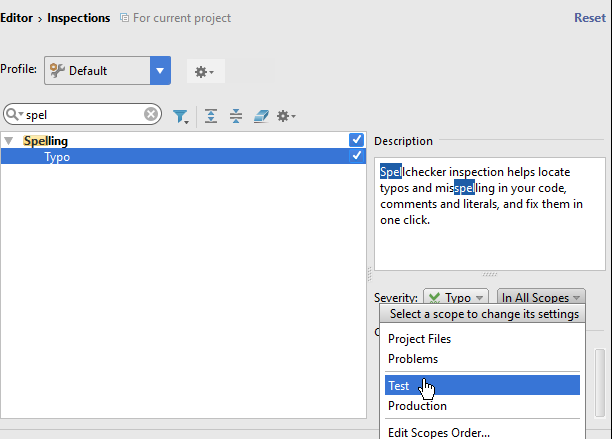 Editor › Inspections For current project Reset
Profile: Default
spel
Spelling
Typo
Description
Spellchecker inspection helps locate
typos and misspelling in your code,
comments and literals, and fix them in
one click.
Severity: Typo In All Scopes
Select a scope to change its settings
Project Files
Problems
Test
Production
Edit Scopes Order...